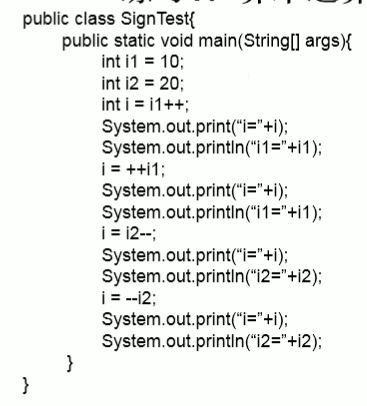 public class SignTest{
public static void main(String[] args){
int i1 = 10;
int i2 = 20;
int i = i1++;
System.out.print(“i=”+i);
System.out.println(“i1=”+i1);
i = ++i1;
System.out.print(“i=”+i);
System.out.println(“i1=”+i1);
i = i2--;
System.out.print(“i=”+i);
System.out.println(“i2=”+i2);
i = --i2;
System.out.print(“i=”+i);
System.out.println(“i2=”+i2);
}
}